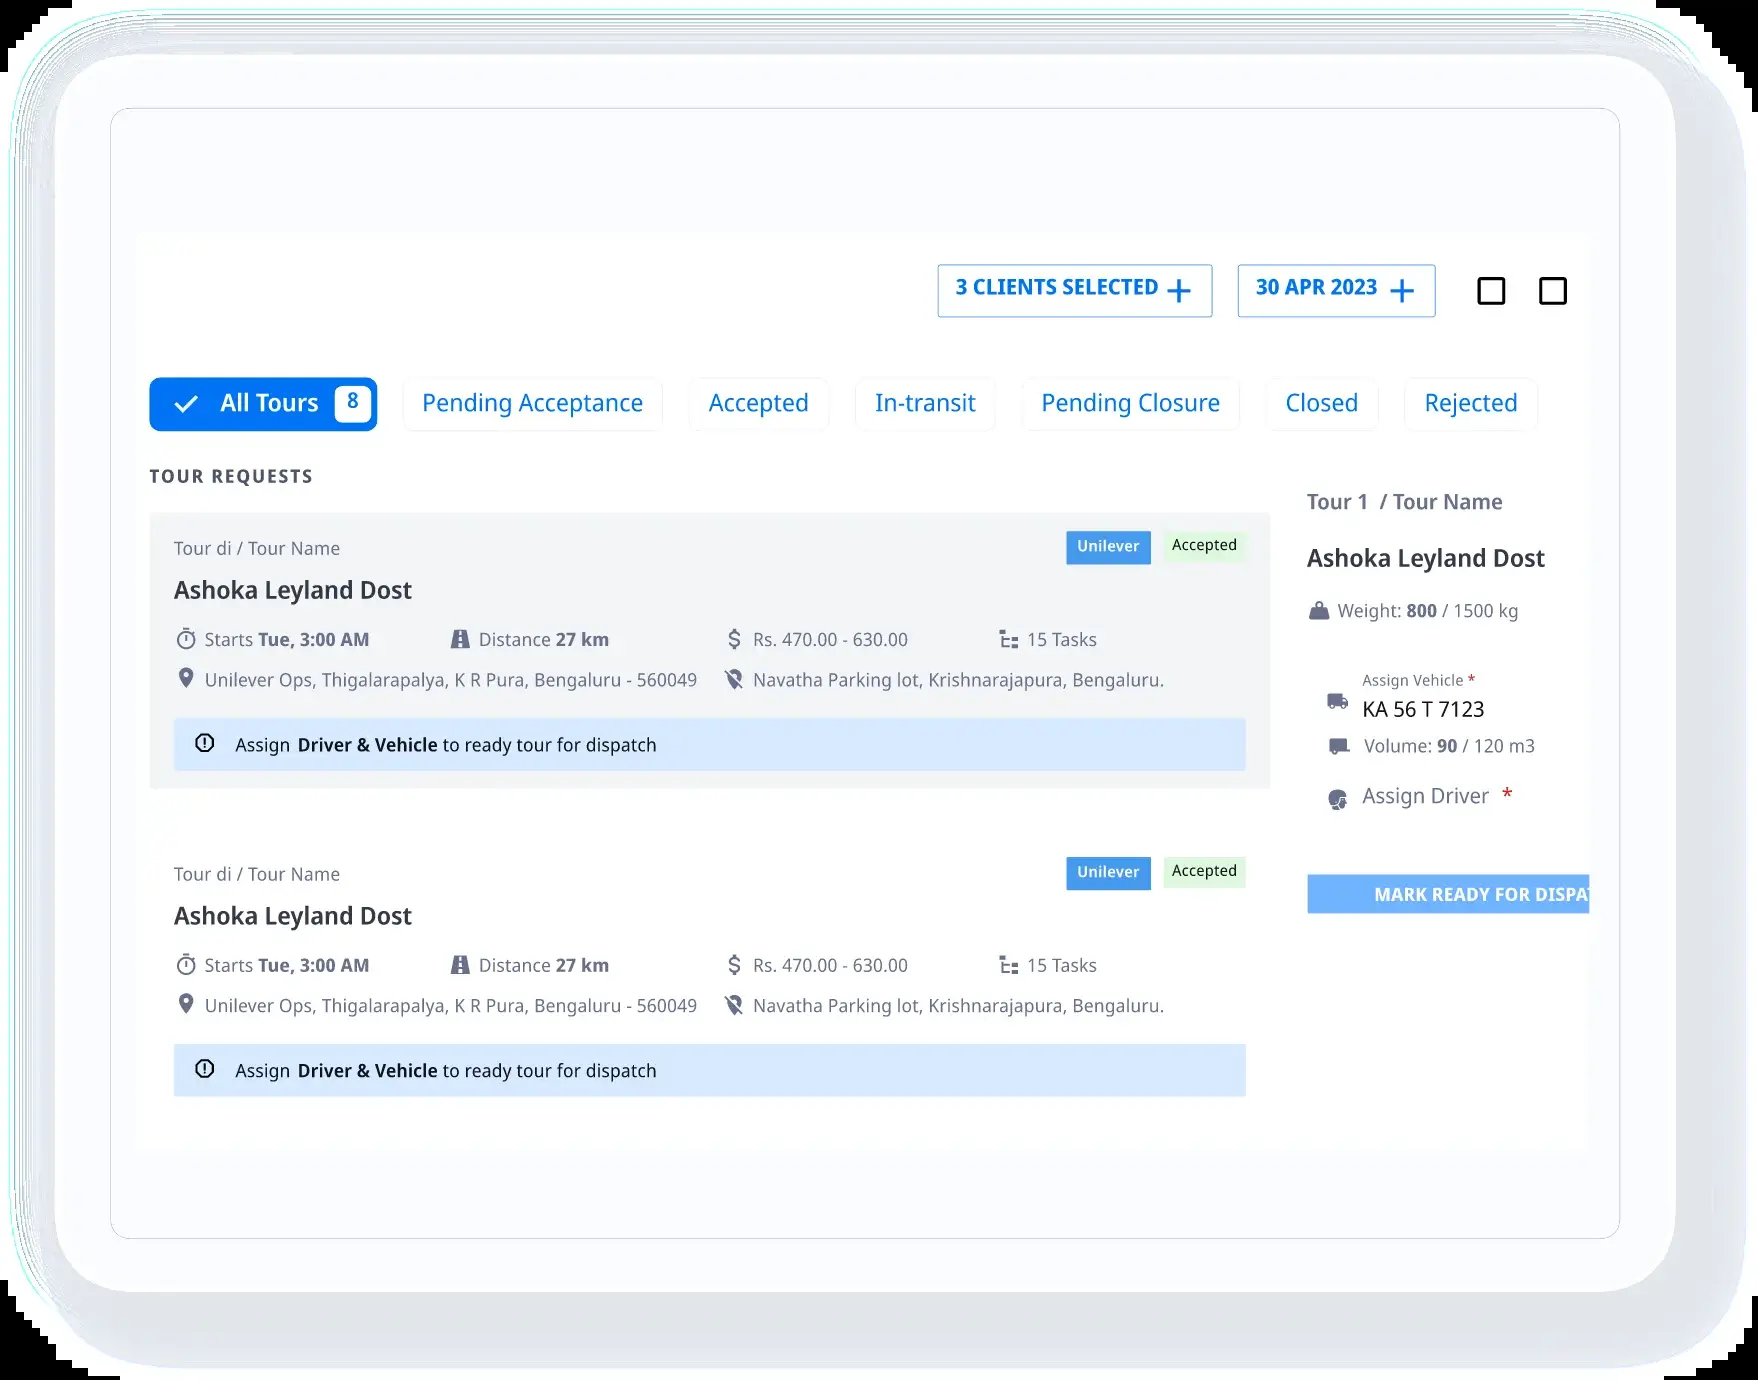 3 CLIENTS SELECTED
30 APR 2023
All Tours 8
Pending Acceptance
Accepted
In-transit
Pending Closure
Closed
Rejected
TOUR REQUESTS
Tour di / Tour Name
Unilever
Accepted
Ashoka Leyland Dost
Starts Tue, 3:00 AM
Distance 27 km
Rs. 470.00 - 630.00
15 Tasks
Unilever Ops, Thigalarapalya, K R Pura, Bengaluru - 560049
Navatha Parking lot, Krishnarajapura, Bengaluru.
Assign Driver & Vehicle to ready tour for dispatch
Tour di / Tour Name
Unilever
Accepted
Ashoka Leyland Dost
Starts Tue, 3:00 AM
Distance 27 km
Rs. 470.00 - 630.00
15 Tasks
Unilever Ops, Thigalarapalya, K R Pura, Bengaluru - 560049
Navatha Parking lot, Krishnarajapura, Bengaluru.
Assign Driver & Vehicle to ready tour for dispatch
Tour 1 / Tour Name
Ashoka Leyland Dost
Weight: 800 / 1500 kg
Assign Vehicle *
KA 56 T 7123
Volume: 90 / 120 m3
Assign Driver *
MARK READY FOR DISPAT